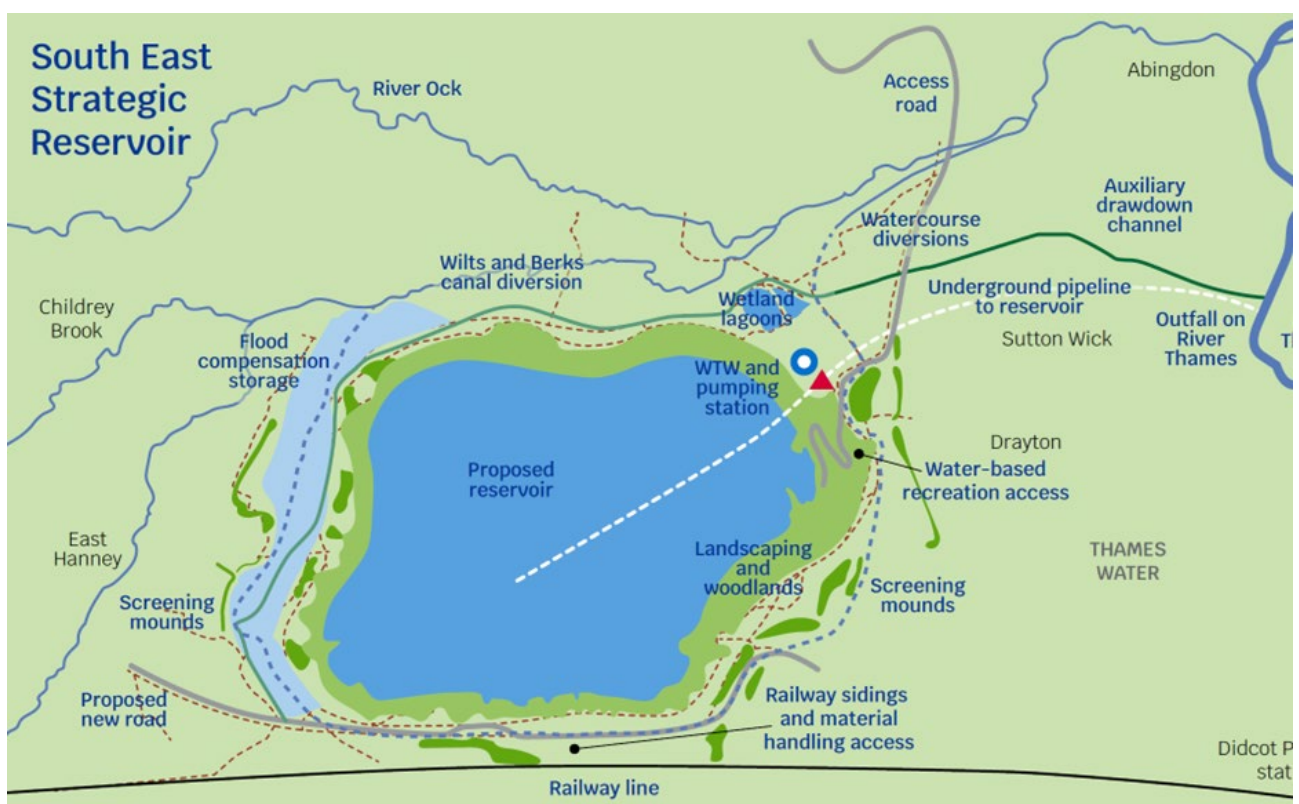 South East
Strategic
Reservoir
River Ock
Access
road
Abingdon
Auxiliary
drawdown
channel
Watercourse
diversions
Wilts and Berks
canal diversion
Childrey
Brook
Wetland
lagoons
Underground pipeline
to reservoir
Sutton Wick
Outfall on
River
Thames
Flood
compensation
storage
WTW and
pumping
station
Drayton
Proposed
reservoir
Water-based
recreation access
East
Hanney
Landscaping
and
woodlands
THAMES
WATER
Screening
mounds
Screening
mounds
Proposed
new road
Railway sidings
and material
handling access
Didcot
Railway line